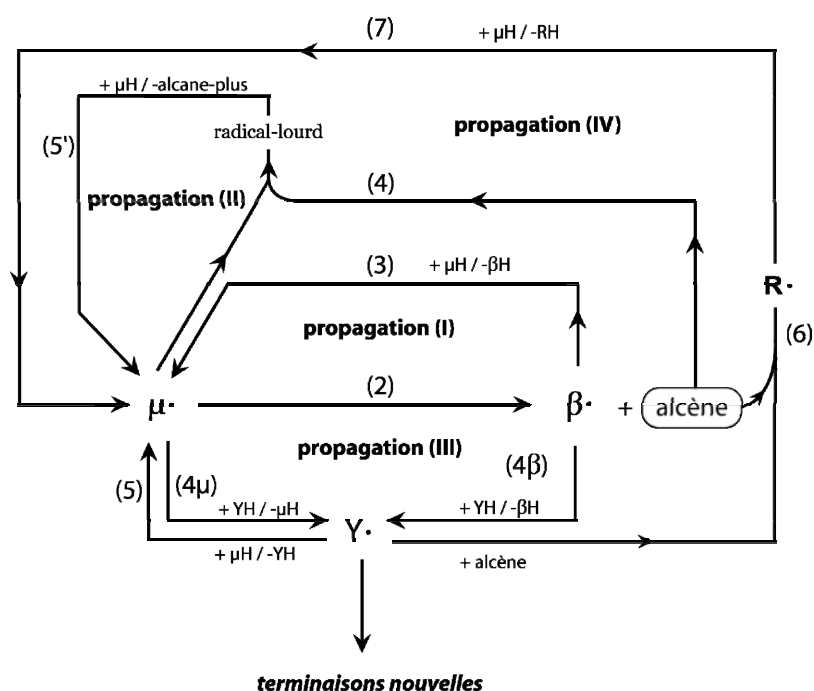 (7)
+ μH / -RH
+ μH / -alcane-plus
radical-lourd
propagation (IV)
(5')
(4)
propagation (II)
(3)
+ μH / -βH
R·
propagation (I)
(6)
(2)
μ·
β· + alcène
propagation (III)
(4β)
(5)
(4μ)
+ YH / -μH
+ YH / -βH
Y·
+ μH / -YH
+ alcène
terminaisons nouvelles